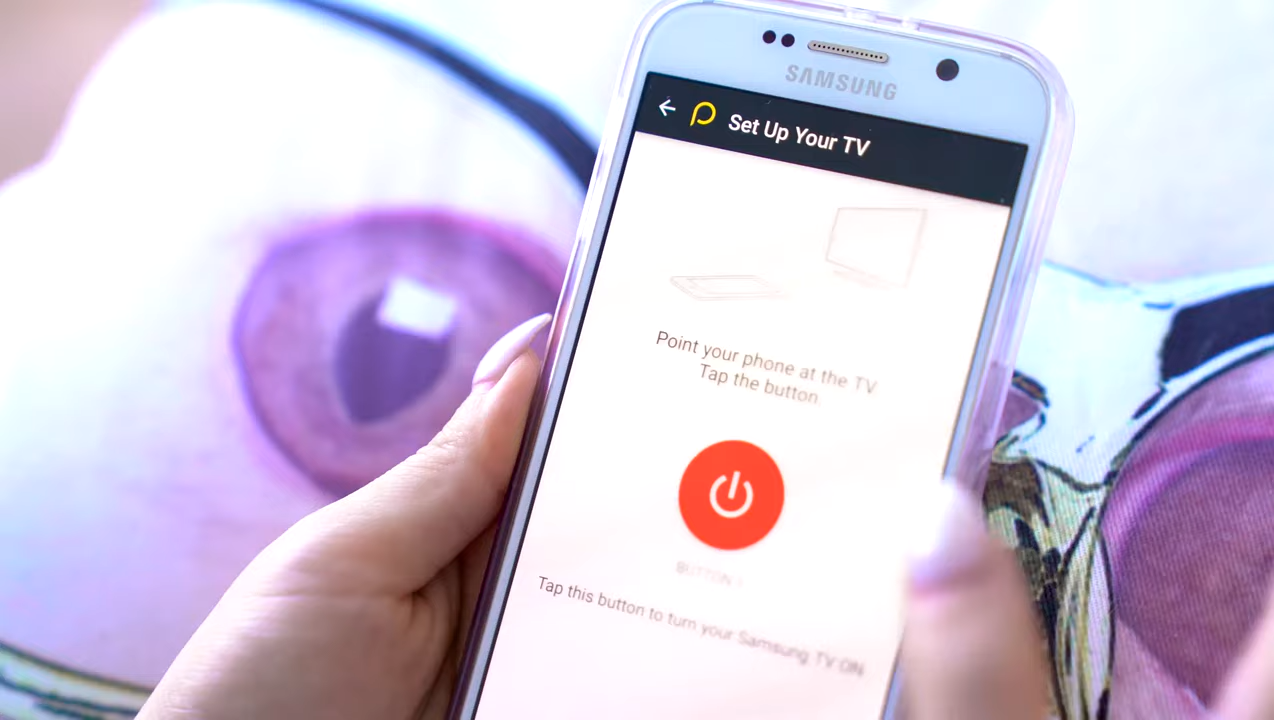 SAMSUNG
Set Up Your TV
Point your phone at the TV
Tap the button.
BUTTON 1
Tap this button to turn your Samsung TV ON